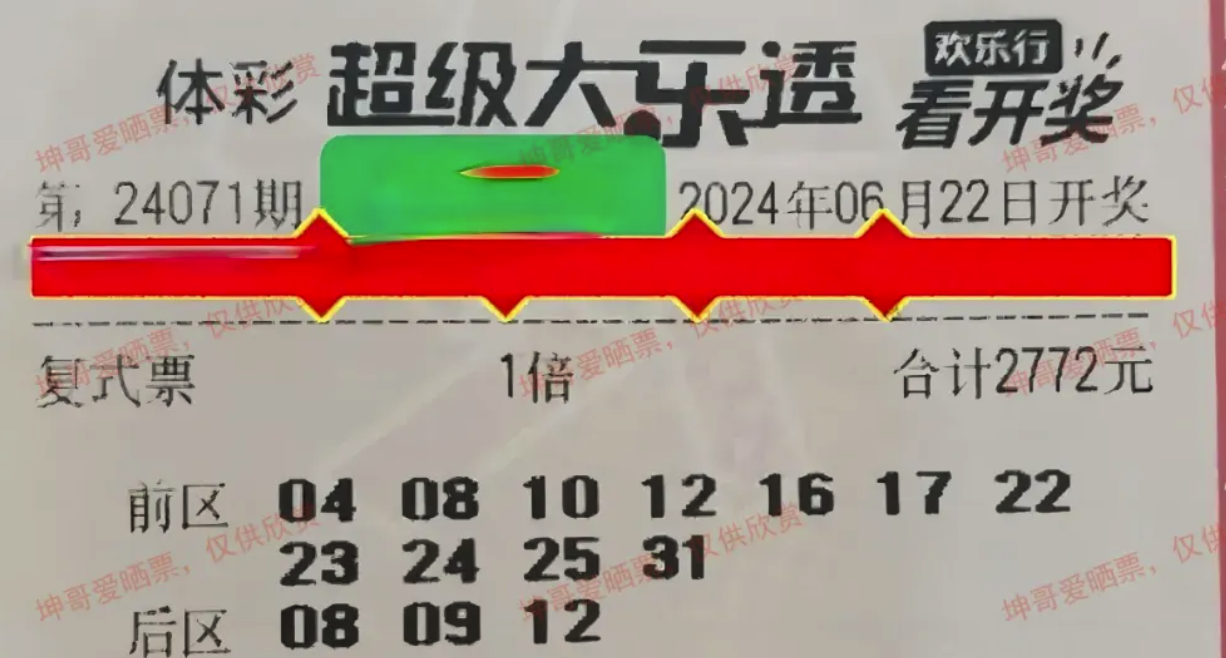 体彩 超级大乐透 欢乐行 看开奖
第, 24071期 2024年06月22日开奖
复式票 1倍 合计2772元
前区 04 08 10 12 16 17 22
23 24 25 31
后区 08 09 12
坤哥爱晒票，仅供欣赏